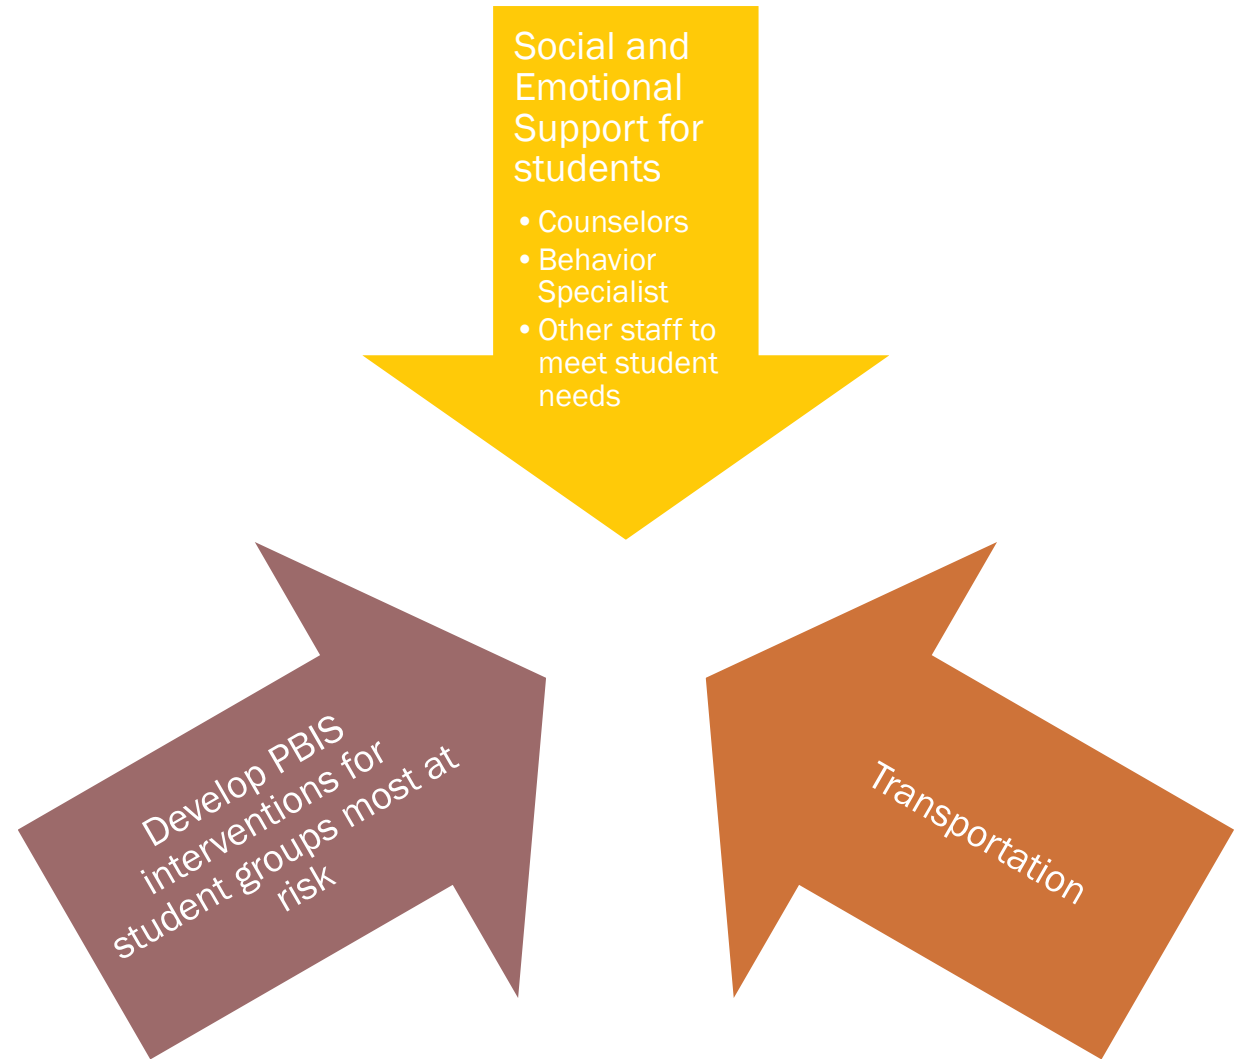 Social and
Emotional
Support for
students
• Counselors
• Behavior
Specialist
• Other staff to
meet student
needs
Develop PBIS
interventions for
student groups most at
risk
Transportation